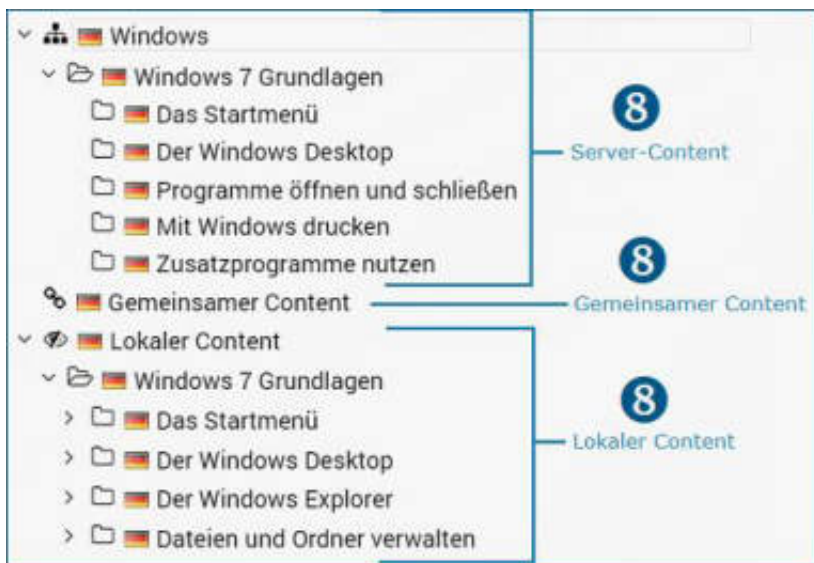 Windows
Windows 7 Grundlagen
Das Startmenü
8
Der Windows Desktop
Server-Content
Programme öffnen und schließen
Mit Windows drucken
8
Zusatzprogramme nutzen
Gemeinsamer Content
Gemeinsamer Content
Lokaler Content
Windows 7 Grundlagen
8
Das Startmenü
Lokaler Content
Der Windows Desktop
Der Windows Explorer
Dateien und Ordner verwalten